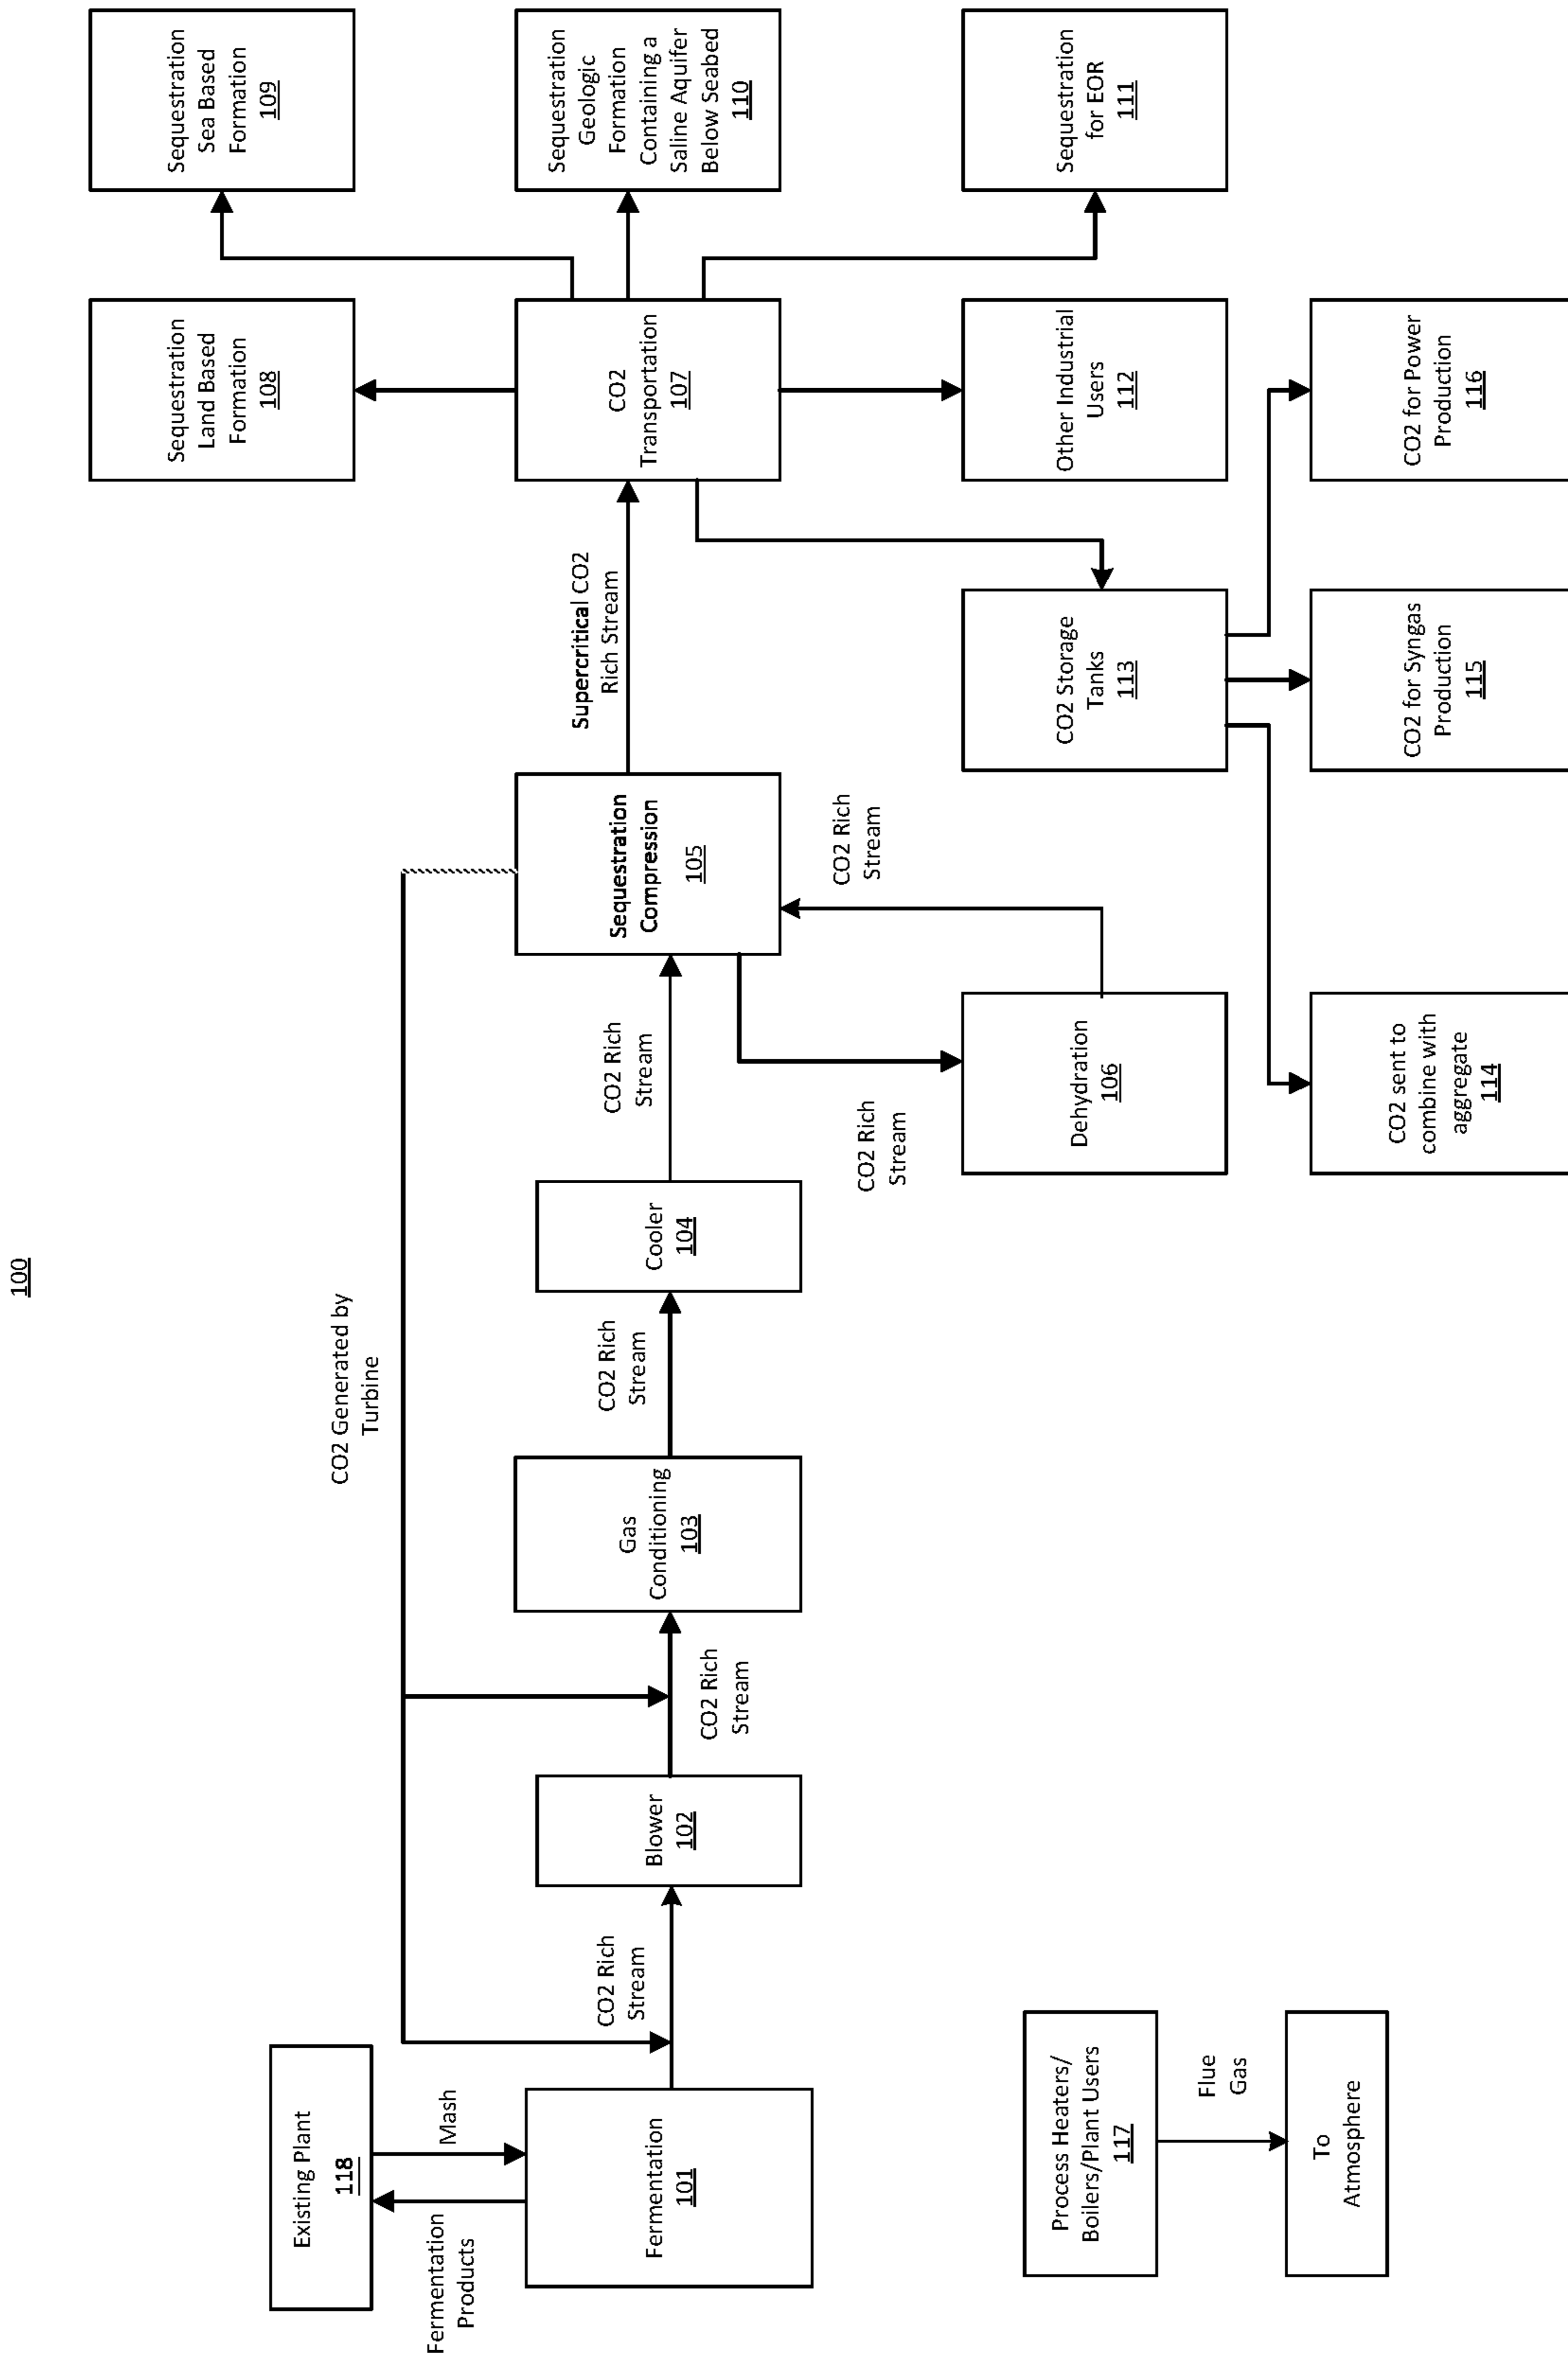 100
Existing Plant
118
Fermentation
Products
Mash
Fermentation
101
CO2 Rich
Stream
Blower
102
CO2 Rich
Stream
CO2 Generated by
Turbine
Gas
Conditioning
103
CO2 Rich
Stream
Cooler
104
CO2 Rich
Stream
Sequestration
Compression
105
CO2 Rich
Stream
Dehydration
106
CO2 Rich
Stream
Supercritical CO2
Rich Stream
CO2
Transportation
107
Sequestration
Land Based
Formation
108
Sequestration
Sea Based
Formation
109
Sequestration
Geologic
Formation
Containing a
Saline Aquifer
Below Seabed
110
Sequestration
for EOR
111
Other Industrial
Users
112
CO2 Storage
Tanks
113
CO2 sent to
combine with
aggregate
114
CO2 for Syngas
Production
115
CO2 for Power
Production
116
Process Heaters/
Boilers/Plant Users
117
Flue
Gas
To
Atmosphere